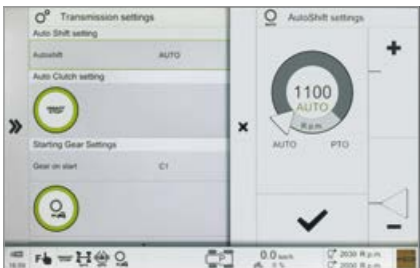 Transmission settings
Auto Shift setting
Autoshift AUTO
Auto Clutch setting
Starting Gear Settings
Gear on start C1
AutoShift settings
1100
AUTO
R.p.m.
AUTO PTO
F
P
0.0
2030 R.p.m.
2000 R.p.m.